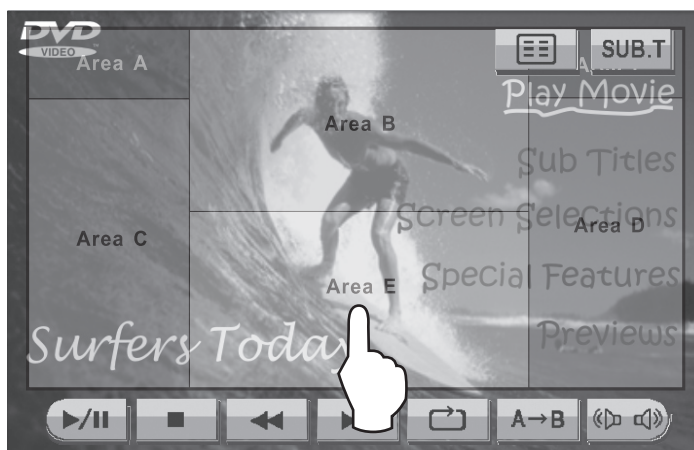 DVD
VIDEO
SUB.T
Area A
Play Movie
Area B
Sub Titles
Screen Selections
Area C
Area D
Special Features
Area E
Previews
Surfers Today
A→B